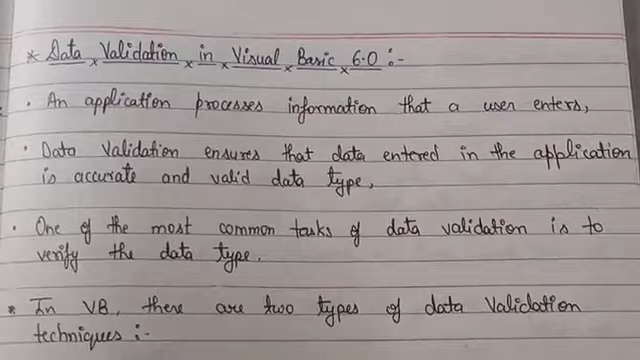 * Data x Validation x in x Visual x Basic x 6.0 :-
• An application processes information that a user enters,
• Data Validation ensures that data entered in the application
is accurate and valid data type,
• One of the most common tasks of data validation is to
verify the data type.
* In VB, there are two types of data Validation
techniques :-